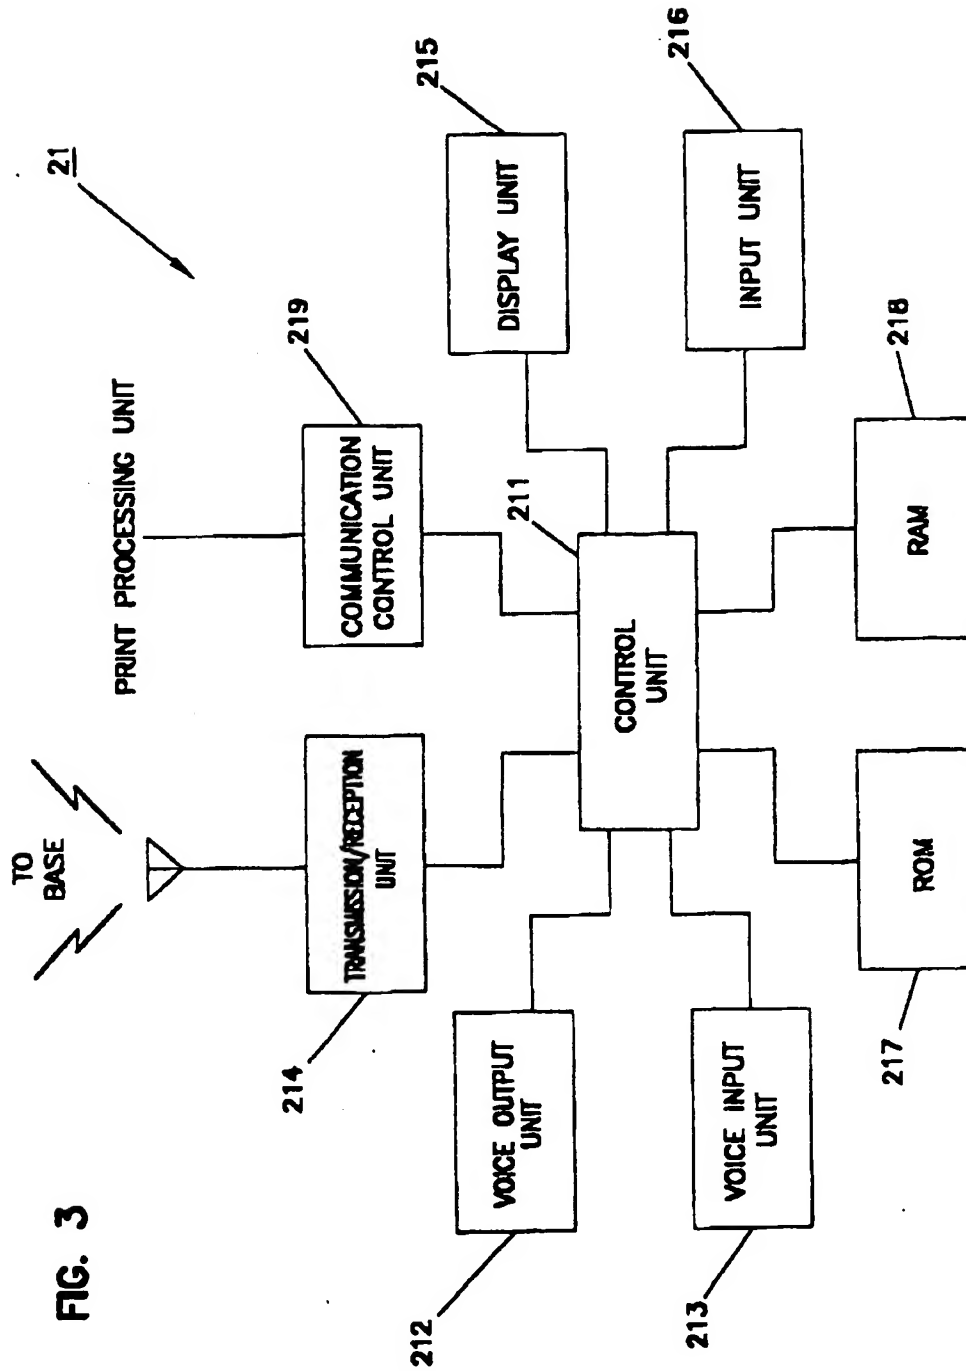 FIG. 3
21
TO
BASE
PRINT PROCESSING UNIT
214
TRANSMISSION/RECEPTION
UNIT
219
COMMUNICATION
CONTROL UNIT
212
VOICE OUTPUT
UNIT
215
DISPLAY UNIT
211
CONTROL
UNIT
213
VOICE INPUT
UNIT
216
INPUT UNIT
217
ROM
218
RAM